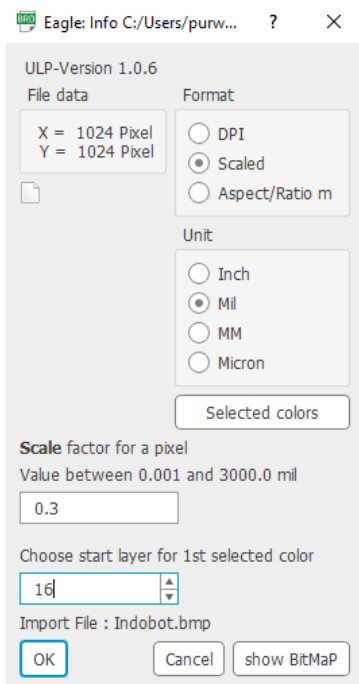 BRD Eagle: Info C:/Users/purw... ? ×
ULP-Version 1.0.6
File data
X = 1024 Pixel
Y = 1024 Pixel
Format
DPI
Scaled
Aspect/Ratio m
Unit
Inch
Mil
MM
Micron
Selected colors
Scale factor for a pixel
Value between 0.001 and 3000.0 mil
0.3
Choose start layer for 1st selected color
16
Import File : Indobot.bmp
OK Cancel show BitMaP